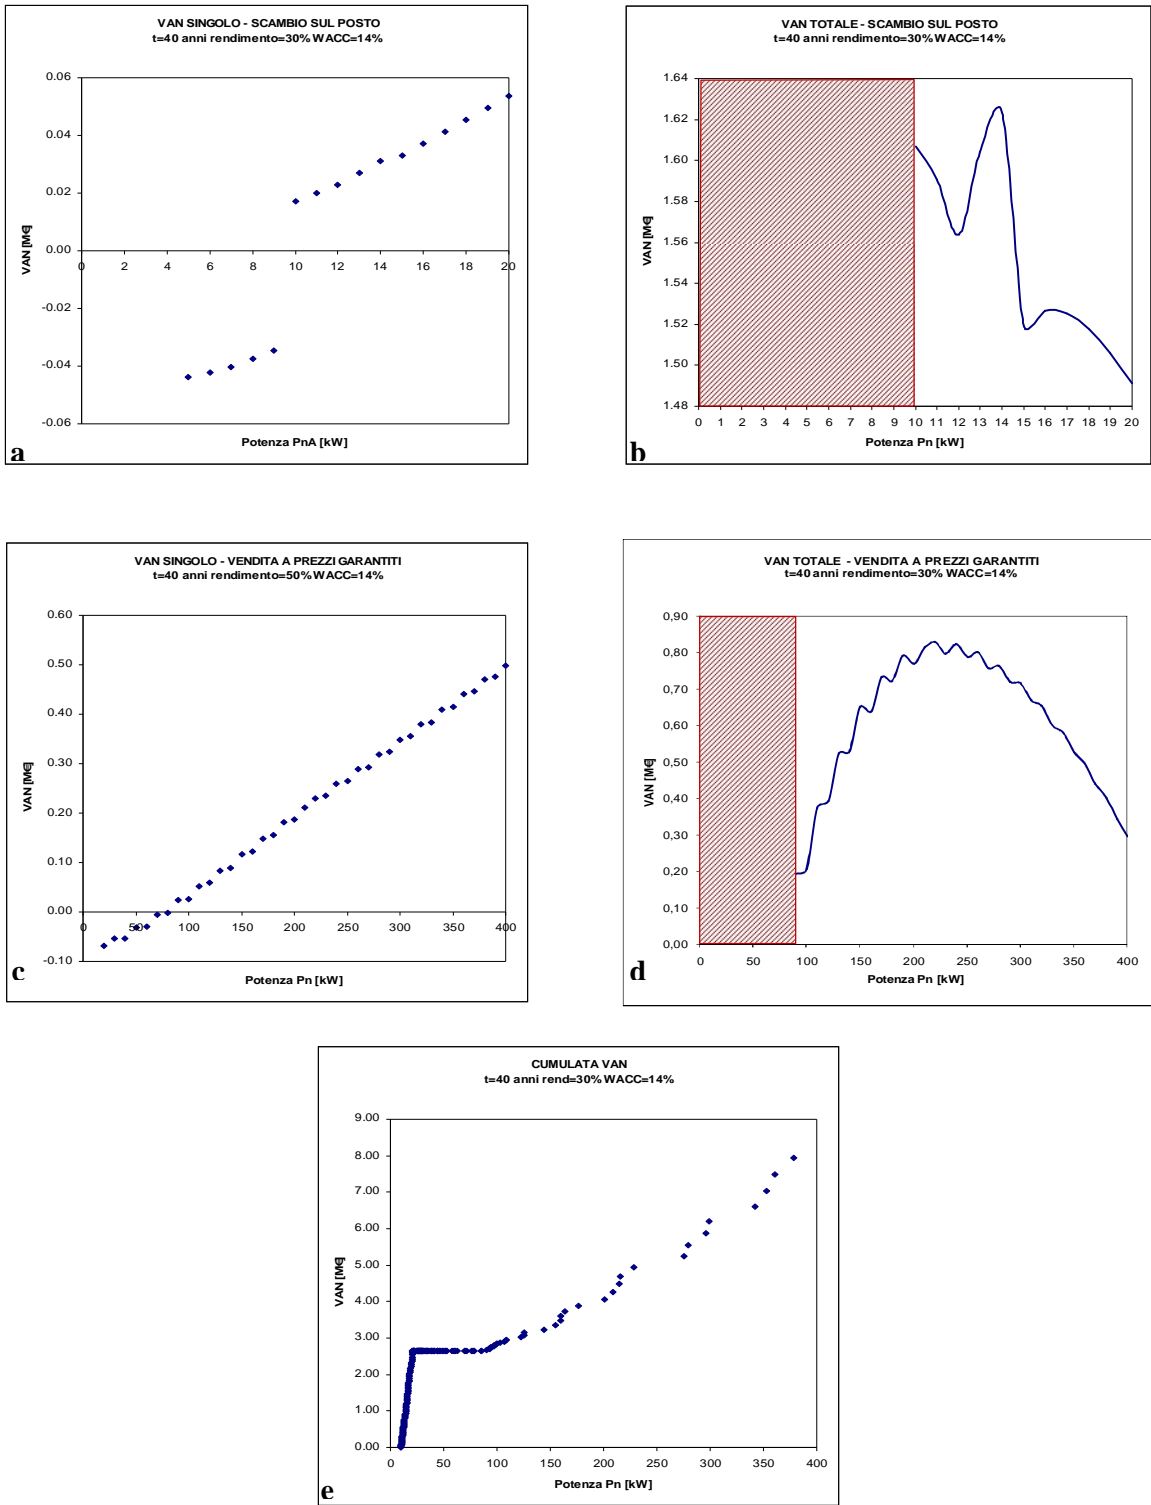 VAN SINGOLO - SCAMBIO SUL POSTO
t=40 anni rendimento=30% WACC=14%
0.06
0.04
0.02
0.00
-0.02
-0.04
-0.06
0 2 4 6 8 10 12 14 16 18 20
VAN [M€]
Potenza PnA [kW]
a
VAN TOTALE - SCAMBIO SUL POSTO
t=40 anni rendimento=30% WACC=14%
1.64
1.62
1.60
1.58
1.56
1.54
1.52
1.50
1.48
0 1 2 3 4 5 6 7 8 9 10 11 12 13 14 15 16 17 18 19 20
VAN [M€]
Potenza Pn [kW]
b
VAN SINGOLO - VENDITA A PREZZI GARANTITI
t=40 anni rendimento=50% WACC=14%
0.60
0.50
0.40
0.30
0.20
0.10
0.00
-0.10
0 50 100 150 200 250 300 350 400
VAN [M€]
Potenza Pn [kW]
c
VAN TOTALE - VENDITA A PREZZI GARANTITI
t=40 anni rendimento=30% WACC=14%
0,90
0,80
0,70
0,60
0,50
0,40
0,30
0,20
0,10
0,00
0 50 100 150 200 250 300 350 400
VAN [M€]
Potenza Pn [kW]
d
CUMULATA VAN
t=40 anni rend=30% WACC=14%
9.00
8.00
7.00
6.00
5.00
4.00
3.00
2.00
1.00
0.00
0 50 100 150 200 250 300 350 400
VAN [M€]
Potenza Pn [kW]
e